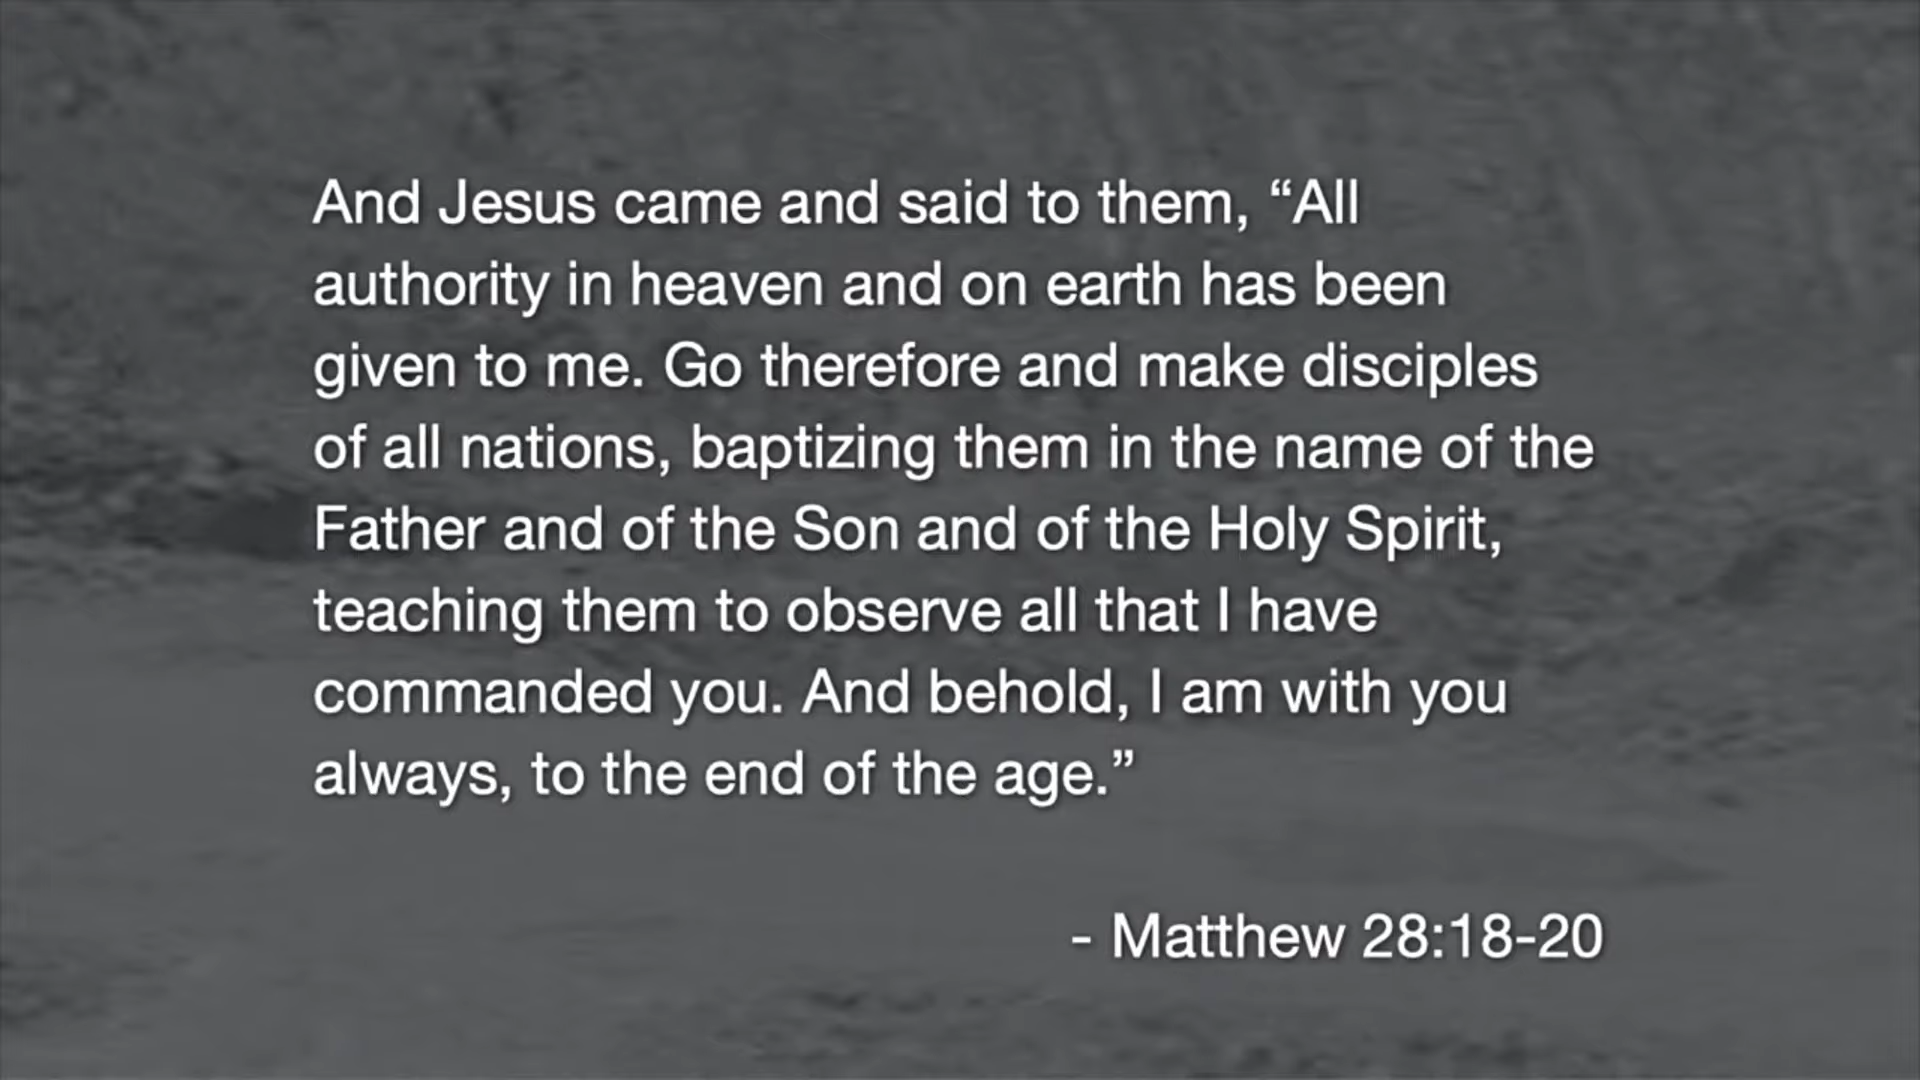 And Jesus came and said to them, “All
authority in heaven and on earth has been
given to me. Go therefore and make disciples
of all nations, baptizing them in the name of the
Father and of the Son and of the Holy Spirit,
teaching them to observe all that I have
commanded you. And behold, I am with you
always, to the end of the age.”
- Matthew 28:18-20